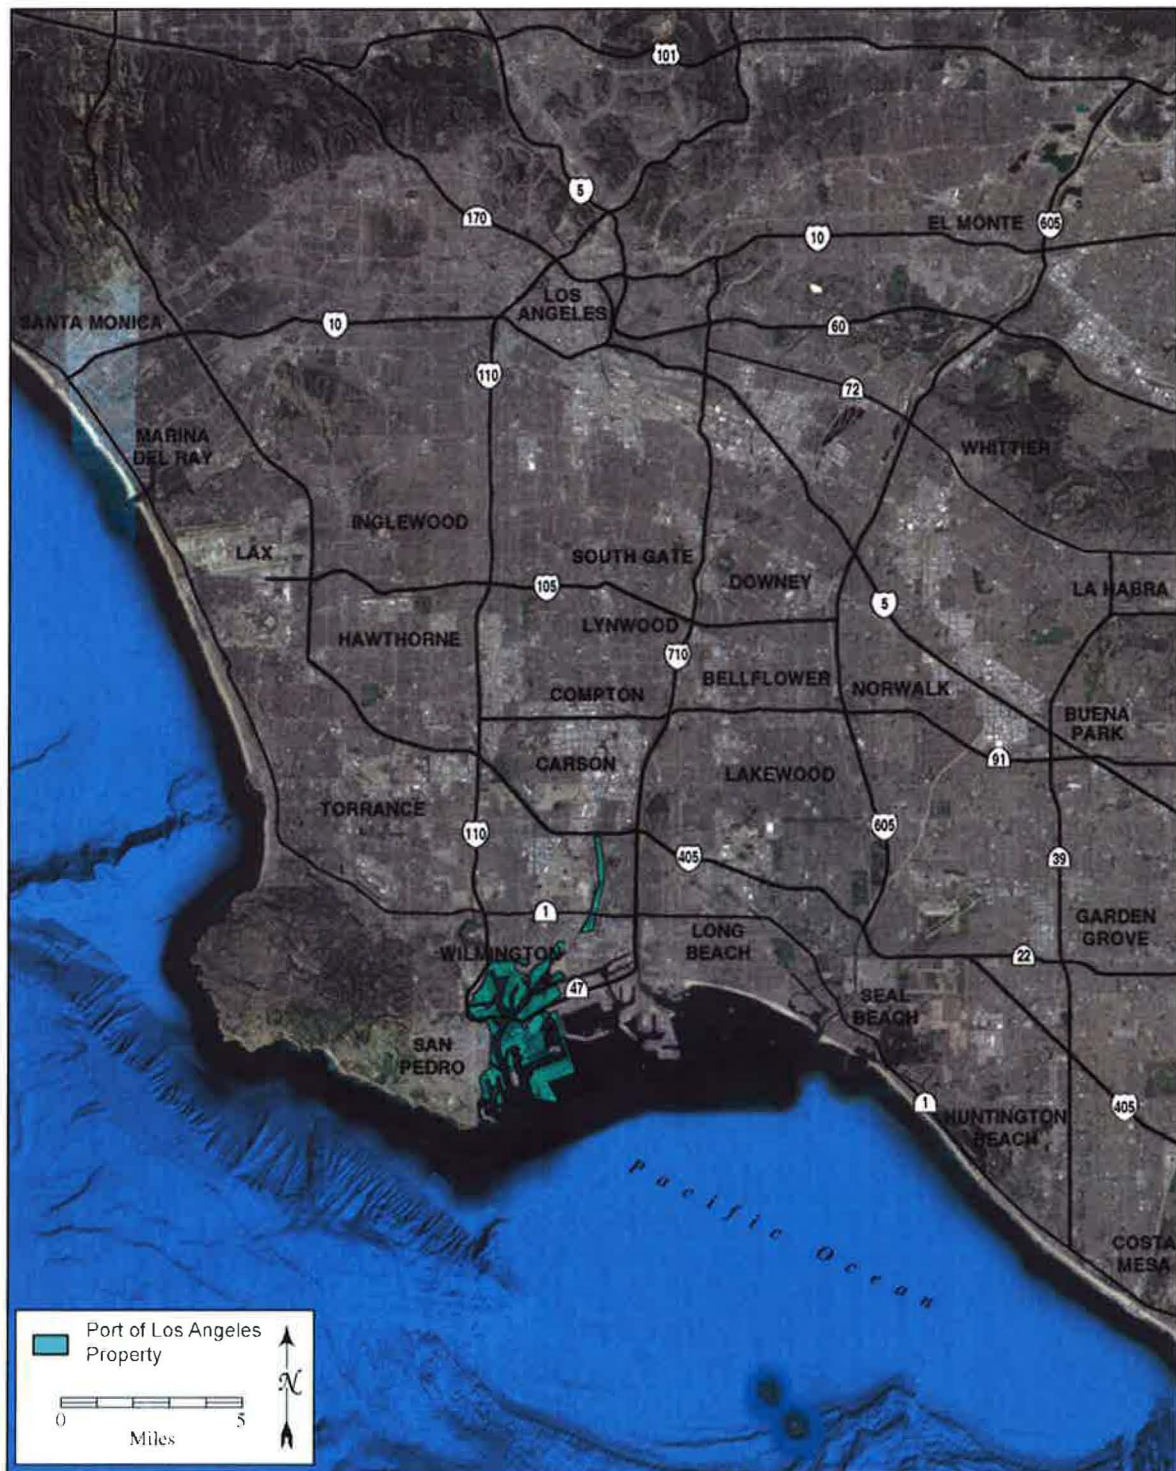 101
5
170
10
EL MONTE
605
LOS
ANGELES
SANTA MONICA
10
60
110
72
MARINA
DEL RAY
WHITTIER
INGLEWOOD
LAX
SOUTH GATE
105
DOWNEY
5
LA HABRA
HAWTHORNE
LYNWOOD
710
BELLFLOWER
NORWALK
COMPTON
BUENA
PARK
91
CARSON
LAKEWOOD
TORRANCE
110
605
405
39
1
LONG
BEACH
GARDEN
GROVE
WILMINGTON
22
47
SEAL
BEACH
SAN
PEDRO
1
405
HUNTINGTON
BEACH
Pacific Ocean
COSTA
MESA
Port of Los Angeles
Property
N
0 5
Miles